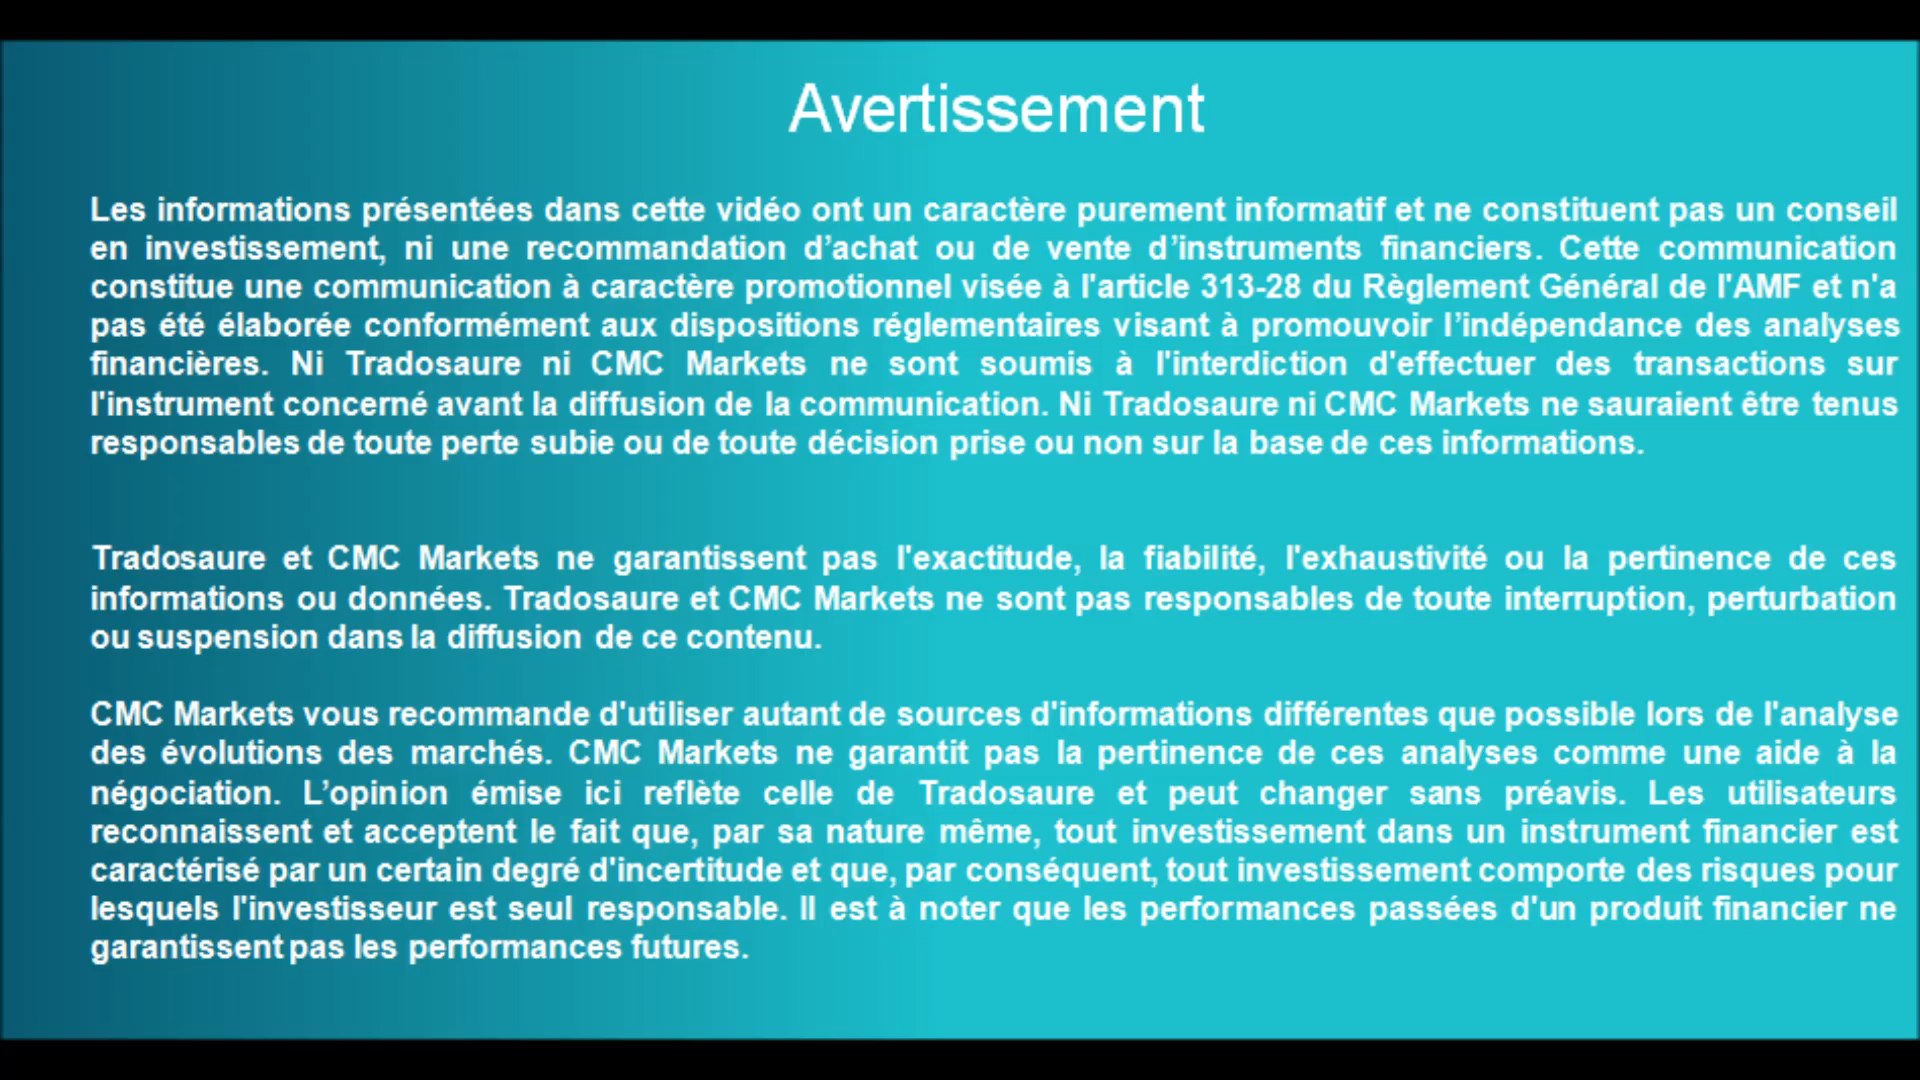 Avertissement
Les informations présentées dans cette vidéo ont un caractère purement informatif et ne constituent pas un conseil
en investissement, ni une recommandation d’achat ou de vente d’instruments financiers. Cette communication
constitue une communication à caractère promotionnel visée à l'article 313-28 du Règlement Général de l'AMF et n'a
pas été élaborée conformément aux dispositions réglementaires visant à promouvoir l’indépendance des analyses
financières. Ni Tradosaure ni CMC Markets ne sont soumis à l'interdiction d'effectuer des transactions sur
l'instrument concerné avant la diffusion de la communication. Ni Tradosaure ni CMC Markets ne sauraient être tenus
responsables de toute perte subie ou de toute décision prise ou non sur la base de ces informations.
Tradosaure et CMC Markets ne garantissent pas l'exactitude, la fiabilité, l'exhaustivité ou la pertinence de ces
informations ou données. Tradosaure et CMC Markets ne sont pas responsables de toute interruption, perturbation
ou suspension dans la diffusion de ce contenu.
CMC Markets vous recommande d'utiliser autant de sources d'informations différentes que possible lors de l'analyse
des évolutions des marchés. CMC Markets ne garantit pas la pertinence de ces analyses comme une aide à la
négociation. L’opinion émise ici reflète celle de Tradosaure et peut changer sans préavis. Les utilisateurs
reconnaissent et acceptent le fait que, par sa nature même, tout investissement dans un instrument financier est
caractérisé par un certain degré d'incertitude et que, par conséquent, tout investissement comporte des risques pour
lesquels l'investisseur est seul responsable. Il est à noter que les performances passées d'un produit financier ne
garantissent pas les performances futures.